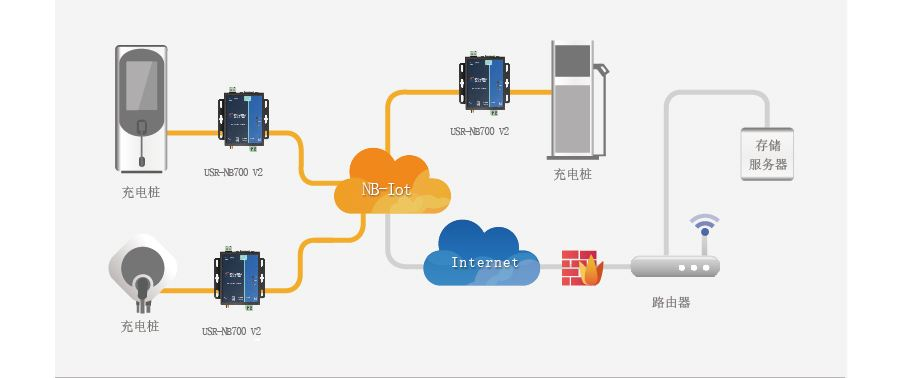 USR-NB700 V2
存储
服务器
USR-NB700 V2
充电桩
充电桩
NB-Iot
Internet
路由器
充电桩
USR-NB700 V2